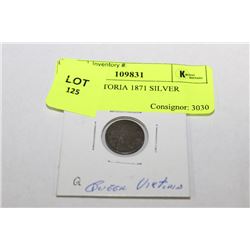 Inventory #
LOT
125
109831
TORIA 1871 SILVER
Consignor: 3030
Q QUEEN VICTORIA